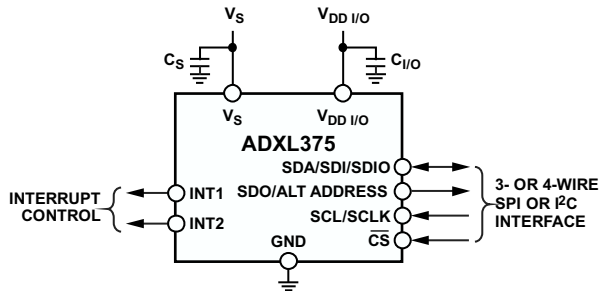 VS
VDD I/O
CS
CI/O
VS
VDD I/O
ADXL375
SDA/SDI/SDIO
SDO/ALT ADDRESS
SCL/SCLK
CS
INT1
INT2
GND
INTERRUPT
CONTROL
3- OR 4-WIRE
SPI OR I2C
INTERFACE